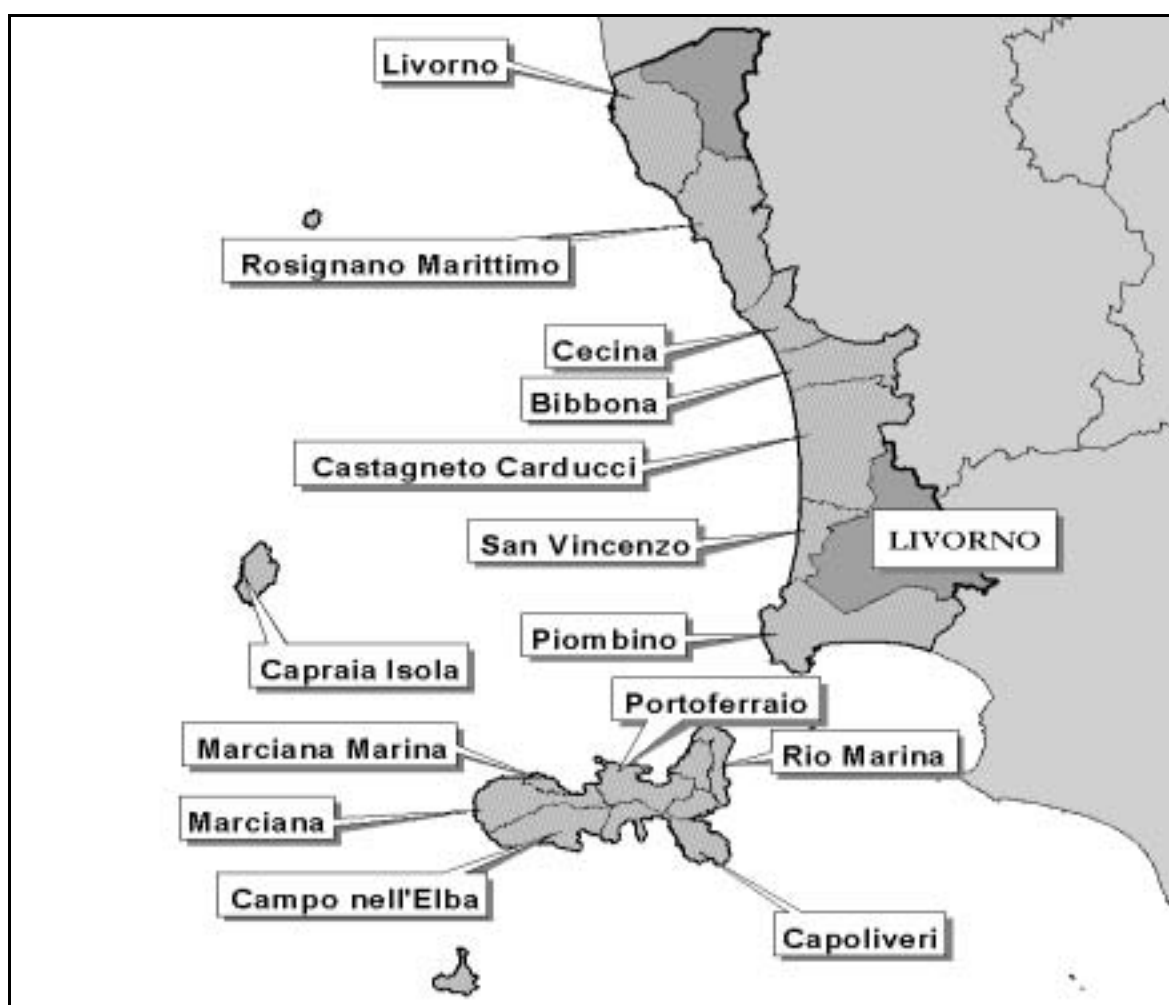 Livorno
Rosignano Marittimo
Cecina
Bibbona
Castagneto Carducci
San Vincenzo
LIVORNO
Piombino
Capraia Isola
Portoferraio
Marciana Marina
Rio Marina
Marciana
Campo nell'Elba
Capoliveri